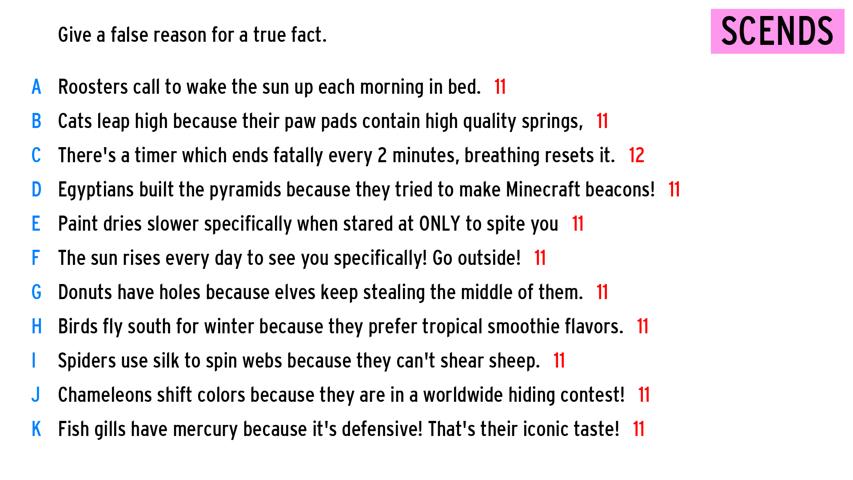 SCENDS
Give a false reason for a true fact.
A Roosters call to wake the sun up each morning in bed. 11
B Cats leap high because their paw pads contain high quality springs, 11
C There's a timer which ends fatally every 2 minutes, breathing resets it. 12
D Egyptians built the pyramids because they tried to make Minecraft beacons! 11
E Paint dries slower specifically when stared at ONLY to spite you 11
F The sun rises every day to see you specifically! Go outside! 11
G Donuts have holes because elves keep stealing the middle of them. 11
H Birds fly south for winter because they prefer tropical smoothie flavors. 11
I Spiders use silk to spin webs because they can't shear sheep. 11
J Chameleons shift colors because they are in a worldwide hiding contest! 11
K Fish gills have mercury because it's defensive! That's their iconic taste! 11